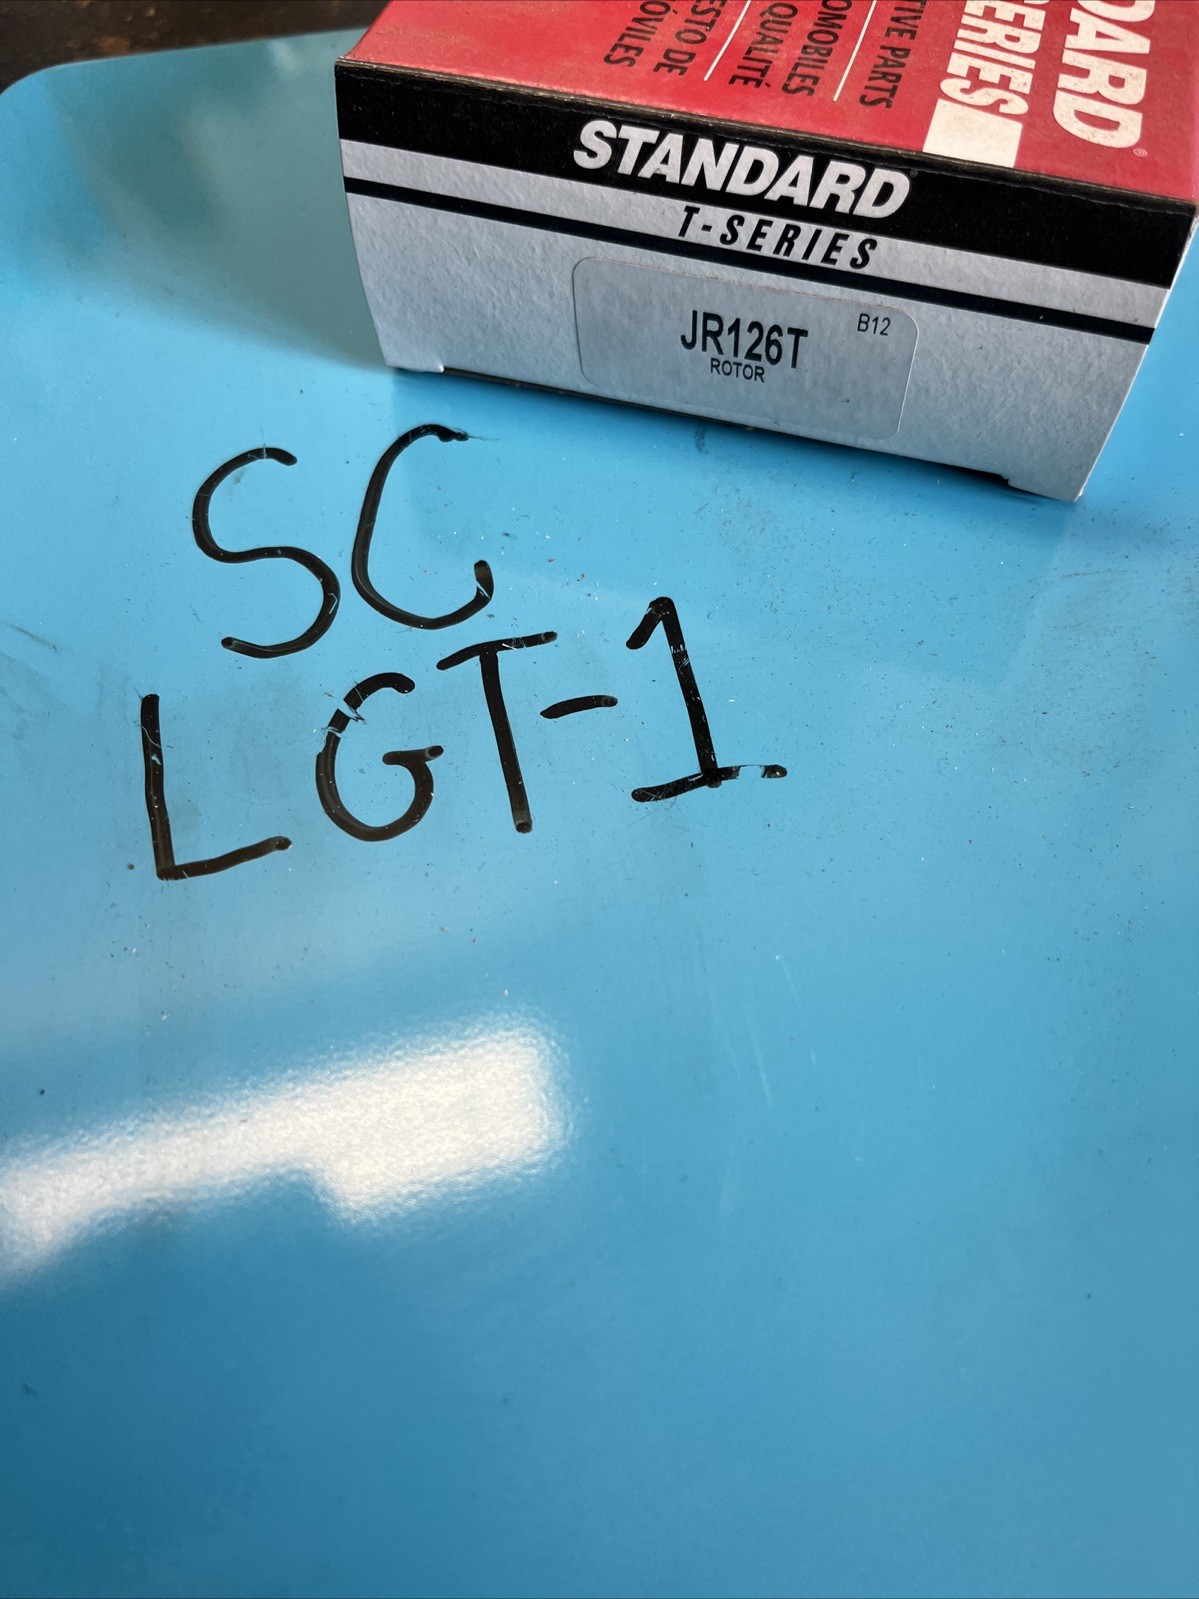 DARD®
SERIES
TIVE PARTS
OMOBILES
QUALITÉ
ESTO DE
ÓVILES
STANDARD
T-SERIES
JR126T
B12
ROTOR
SC
LGT-1